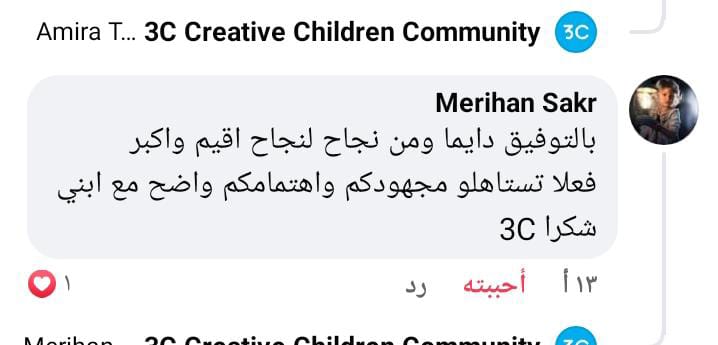 Amira T... 3C Creative Children Community
3C
Merihan Sakr
بالتوفيق دايما ومن نجاح لنجاح اقيم واكبر
فعلا تستاهلو مجهودكم واهتمامكم واضح مع ابني
شكرا 3C
١٣ أ أحببته رد ١
Merihan ... 3C Creative Children Community
3C